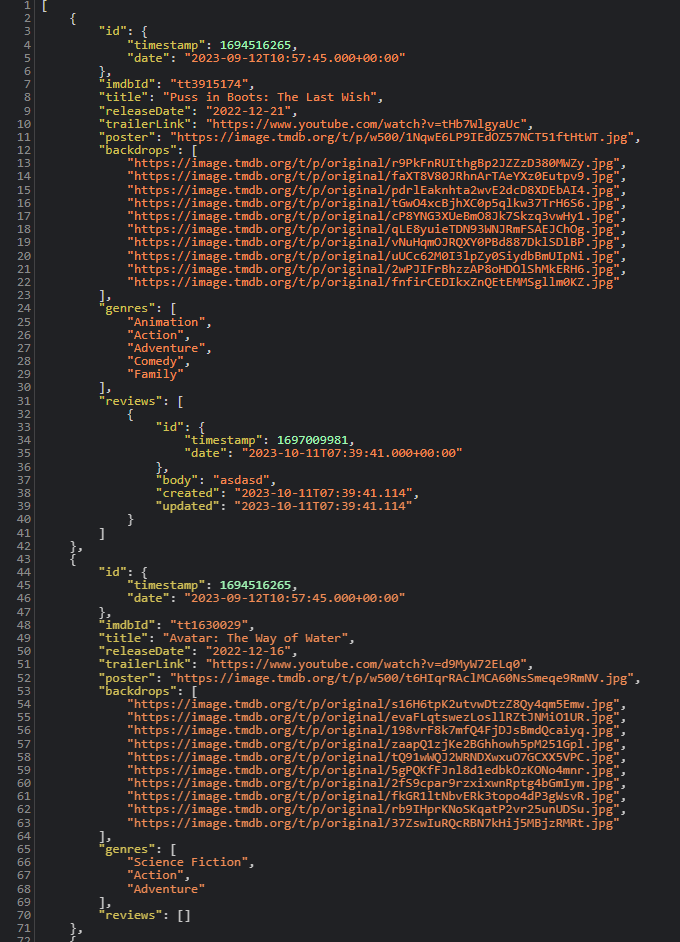 1 [
2 {
3 "id": {
4 "timestamp": 1694516265,
5 "date": "2023-09-12T10:57:45.000+00:00"
6 },
7 "imdbId": "tt3915174",
8 "title": "Puss in Boots: The Last Wish",
9 "releaseDate": "2022-12-21",
10 "trailerLink": "https://www.youtube.com/watch?v=tHb7WlgyaUc",
11 "poster": "https://image.tmdb.org/t/p/w500/1NqwE6LP9IEdOZ57NCT51ftHtWT.jpg",
12 "backdrops": [
13 "https://image.tmdb.org/t/p/original/r9PkFnRUIthgBp2JZZzD380MWZy.jpg",
14 "https://image.tmdb.org/t/p/original/faXT8V80JRhnArTAeYXz0Eutpv9.jpg",
15 "https://image.tmdb.org/t/p/original/pdrlEaknhta2wvE2dcD8XDEbAI4.jpg",
16 "https://image.tmdb.org/t/p/original/tGwO4xcBjhXC0p5qlkw37TrH6S6.jpg",
17 "https://image.tmdb.org/t/p/original/cP8YNG3XUeBmO8Jk7Skzq3vwHy1.jpg",
18 "https://image.tmdb.org/t/p/original/qLE8yuieTDN93WNJRmFSAEJChOg.jpg",
19 "https://image.tmdb.org/t/p/original/vNuHqmOJRQXY0PBd887DklSDlBP.jpg",
20 "https://image.tmdb.org/t/p/original/uUCc62M0I3lpZy0SiydbBmUIpNi.jpg",
21 "https://image.tmdb.org/t/p/original/2wPJIFrBhzzAP8oHDOlShMkERH6.jpg",
22 "https://image.tmdb.org/t/p/original/fnfirCEDIkxZnQEtEMMSgllm0KZ.jpg"
23 ],
24 "genres": [
25 "Animation",
26 "Action",
27 "Adventure",
28 "Comedy",
29 "Family"
30 ],
31 "reviews": [
32 {
33 "id": {
34 "timestamp": 1697009981,
35 "date": "2023-10-11T07:39:41.000+00:00"
36 },
37 "body": "asdasd",
38 "created": "2023-10-11T07:39:41.114",
39 "updated": "2023-10-11T07:39:41.114"
40 }
41 ]
42 },
43 {
44 "id": {
45 "timestamp": 1694516265,
46 "date": "2023-09-12T10:57:45.000+00:00"
47 },
48 "imdbId": "tt1630029",
49 "title": "Avatar: The Way of Water",
50 "releaseDate": "2022-12-16",
51 "trailerLink": "https://www.youtube.com/watch?v=d9MyW72ELq0",
52 "poster": "https://image.tmdb.org/t/p/w500/t6HIqrRAclMCA60NsSmeqe9RmNV.jpg",
53 "backdrops": [
54 "https://image.tmdb.org/t/p/original/s16H6tpK2utvwDtzZ8Qy4qm5Emw.jpg",
55 "https://image.tmdb.org/t/p/original/evaFLqtswezLosllRZtJNMiO1UR.jpg",
56 "https://image.tmdb.org/t/p/original/198vrF8k7mfQ4FjDJsBmdQcaiyq.jpg",
57 "https://image.tmdb.org/t/p/original/zaapQ1zjKe2BGhhowh5pM251Gpl.jpg",
58 "https://image.tmdb.org/t/p/original/tQ91wWQJ2WRNDXwxuO7GCXX5VPC.jpg",
59 "https://image.tmdb.org/t/p/original/5gPQKfFJnl8d1edbkOzKONo4mnr.jpg",
60 "https://image.tmdb.org/t/p/original/2fS9cpar9rzxixwnRptg4bGmIym.jpg",
61 "https://image.tmdb.org/t/p/original/fkGR1ltNbvERk3topo4dP3gWsvR.jpg",
62 "https://image.tmdb.org/t/p/original/rb9IHprKNoSKqatP2vr25unUDSu.jpg",
63 "https://image.tmdb.org/t/p/original/37ZswIuRQcRBN7kHij5MBjzRMRt.jpg"
64 ],
65 "genres": [
66 "Science Fiction",
67 "Action",
68 "Adventure"
69 ],
70 "reviews": []
71 },
72 {